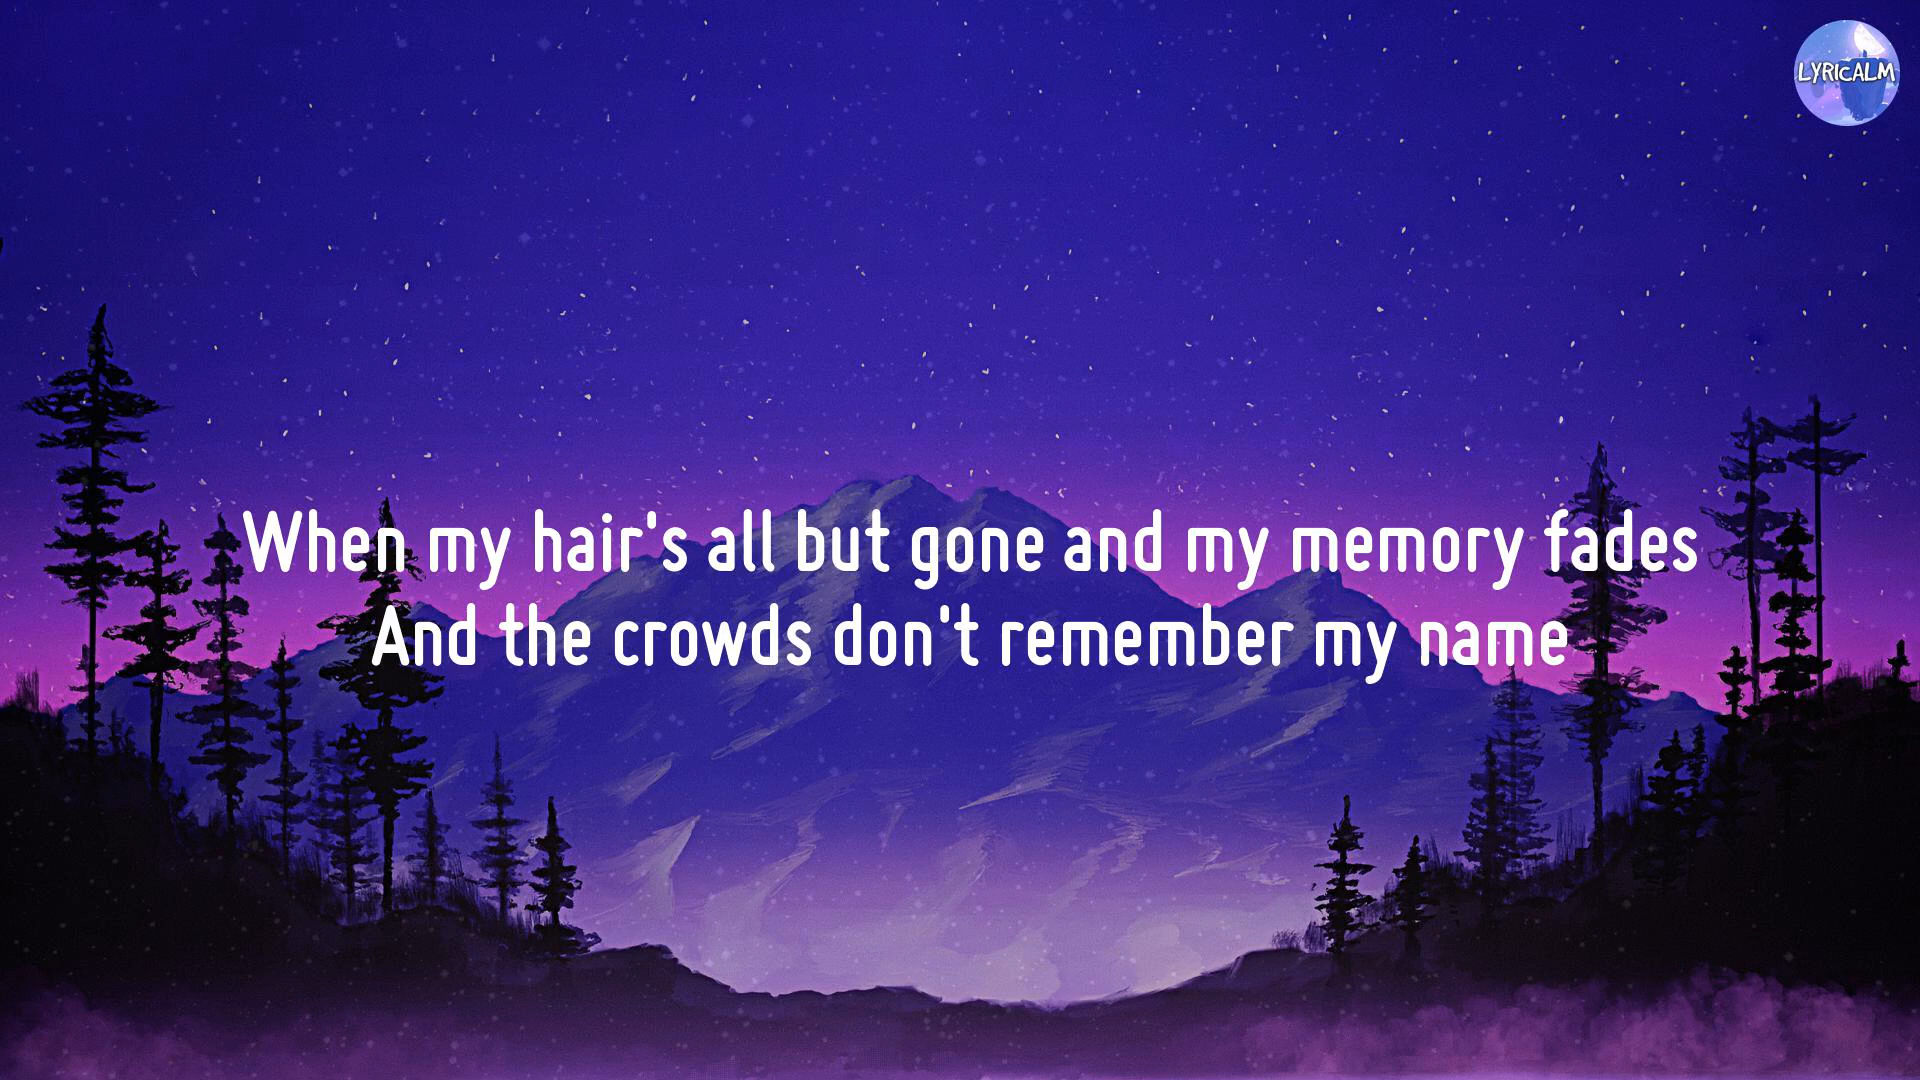 LYRICALM
When my hair's all but gone and my memory fades
And the crowds don't remember my name